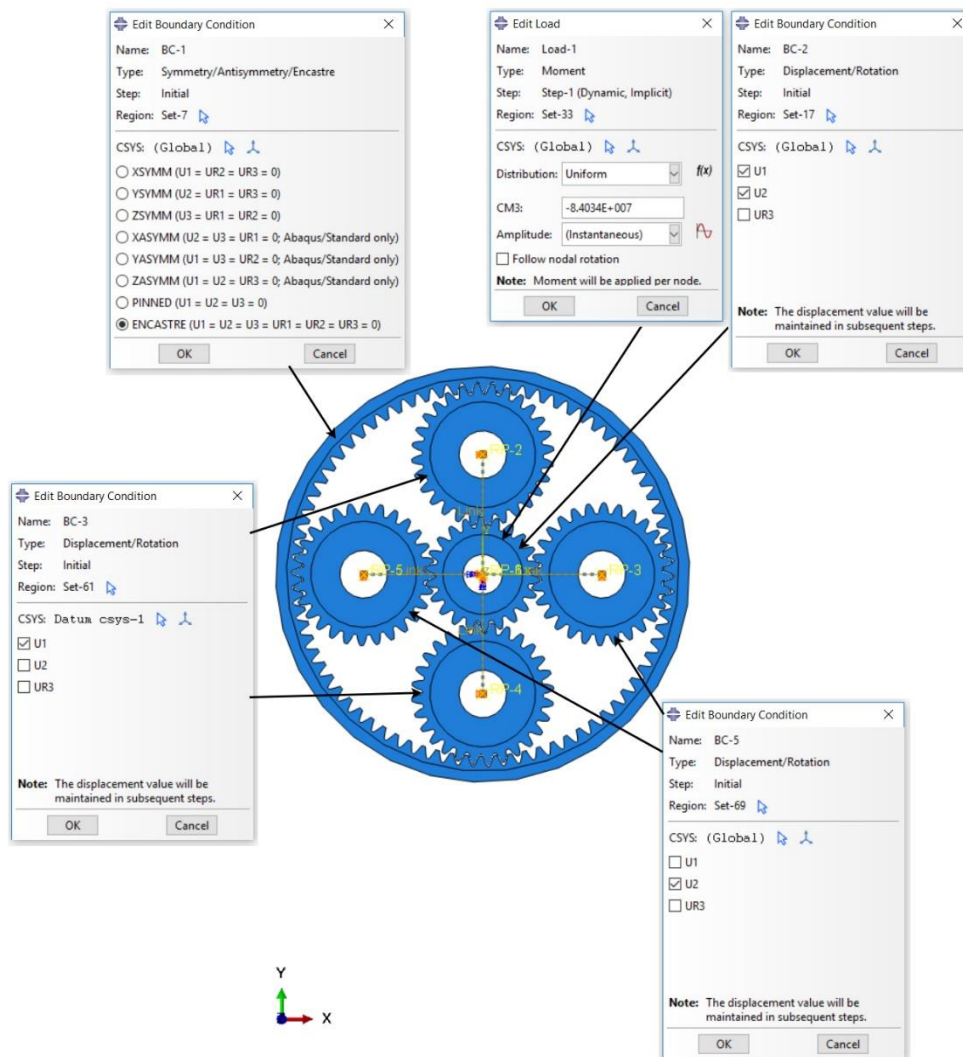 Edit Boundary Condition
Name: BC-1
Type: Symmetry/Antisymmetry/Encastre
Step: Initial
Region: Set-7
CSYS: (Global)
XSYMM (U1 = UR2 = UR3 = 0)
YSYMM (U2 = UR1 = UR3 = 0)
ZSYMM (U3 = UR1 = UR2 = 0)
XASYMM (U2 = U3 = UR1 = 0; Abaqus/Standard only)
YASYMM (U1 = U3 = UR2 = 0; Abaqus/Standard only)
ZASYMM (U1 = U2 = UR3 = 0; Abaqus/Standard only)
PINNED (U1 = U2 = U3 = 0)
ENCASTRE (U1 = U2 = U3 = UR1 = UR2 = UR3 = 0)
OK Cancel
Edit Load
Name: Load-1
Type: Moment
Step: Step-1 (Dynamic, Implicit)
Region: Set-33
CSYS: (Global)
Distribution: Uniform f(x)
CM3: -8.4034E+007
Amplitude: (Instantaneous)
Follow nodal rotation
Note: Moment will be applied per node.
OK Cancel
Edit Boundary Condition
Name: BC-2
Type: Displacement/Rotation
Step: Initial
Region: Set-17
CSYS: (Global)
U1
U2
UR3
Note: The displacement value will be
maintained in subsequent steps.
OK Cancel
RP-2
RP-5
RP-3
RP-4
Edit Boundary Condition
Name: BC-3
Type: Displacement/Rotation
Step: Initial
Region: Set-61
CSYS: Datum csys-1
U1
U2
UR3
Note: The displacement value will be
maintained in subsequent steps.
OK Cancel
Edit Boundary Condition
Name: BC-5
Type: Displacement/Rotation
Step: Initial
Region: Set-69
CSYS: (Global)
U1
U2
UR3
Note: The displacement value will be
maintained in subsequent steps.
OK Cancel
Y
X